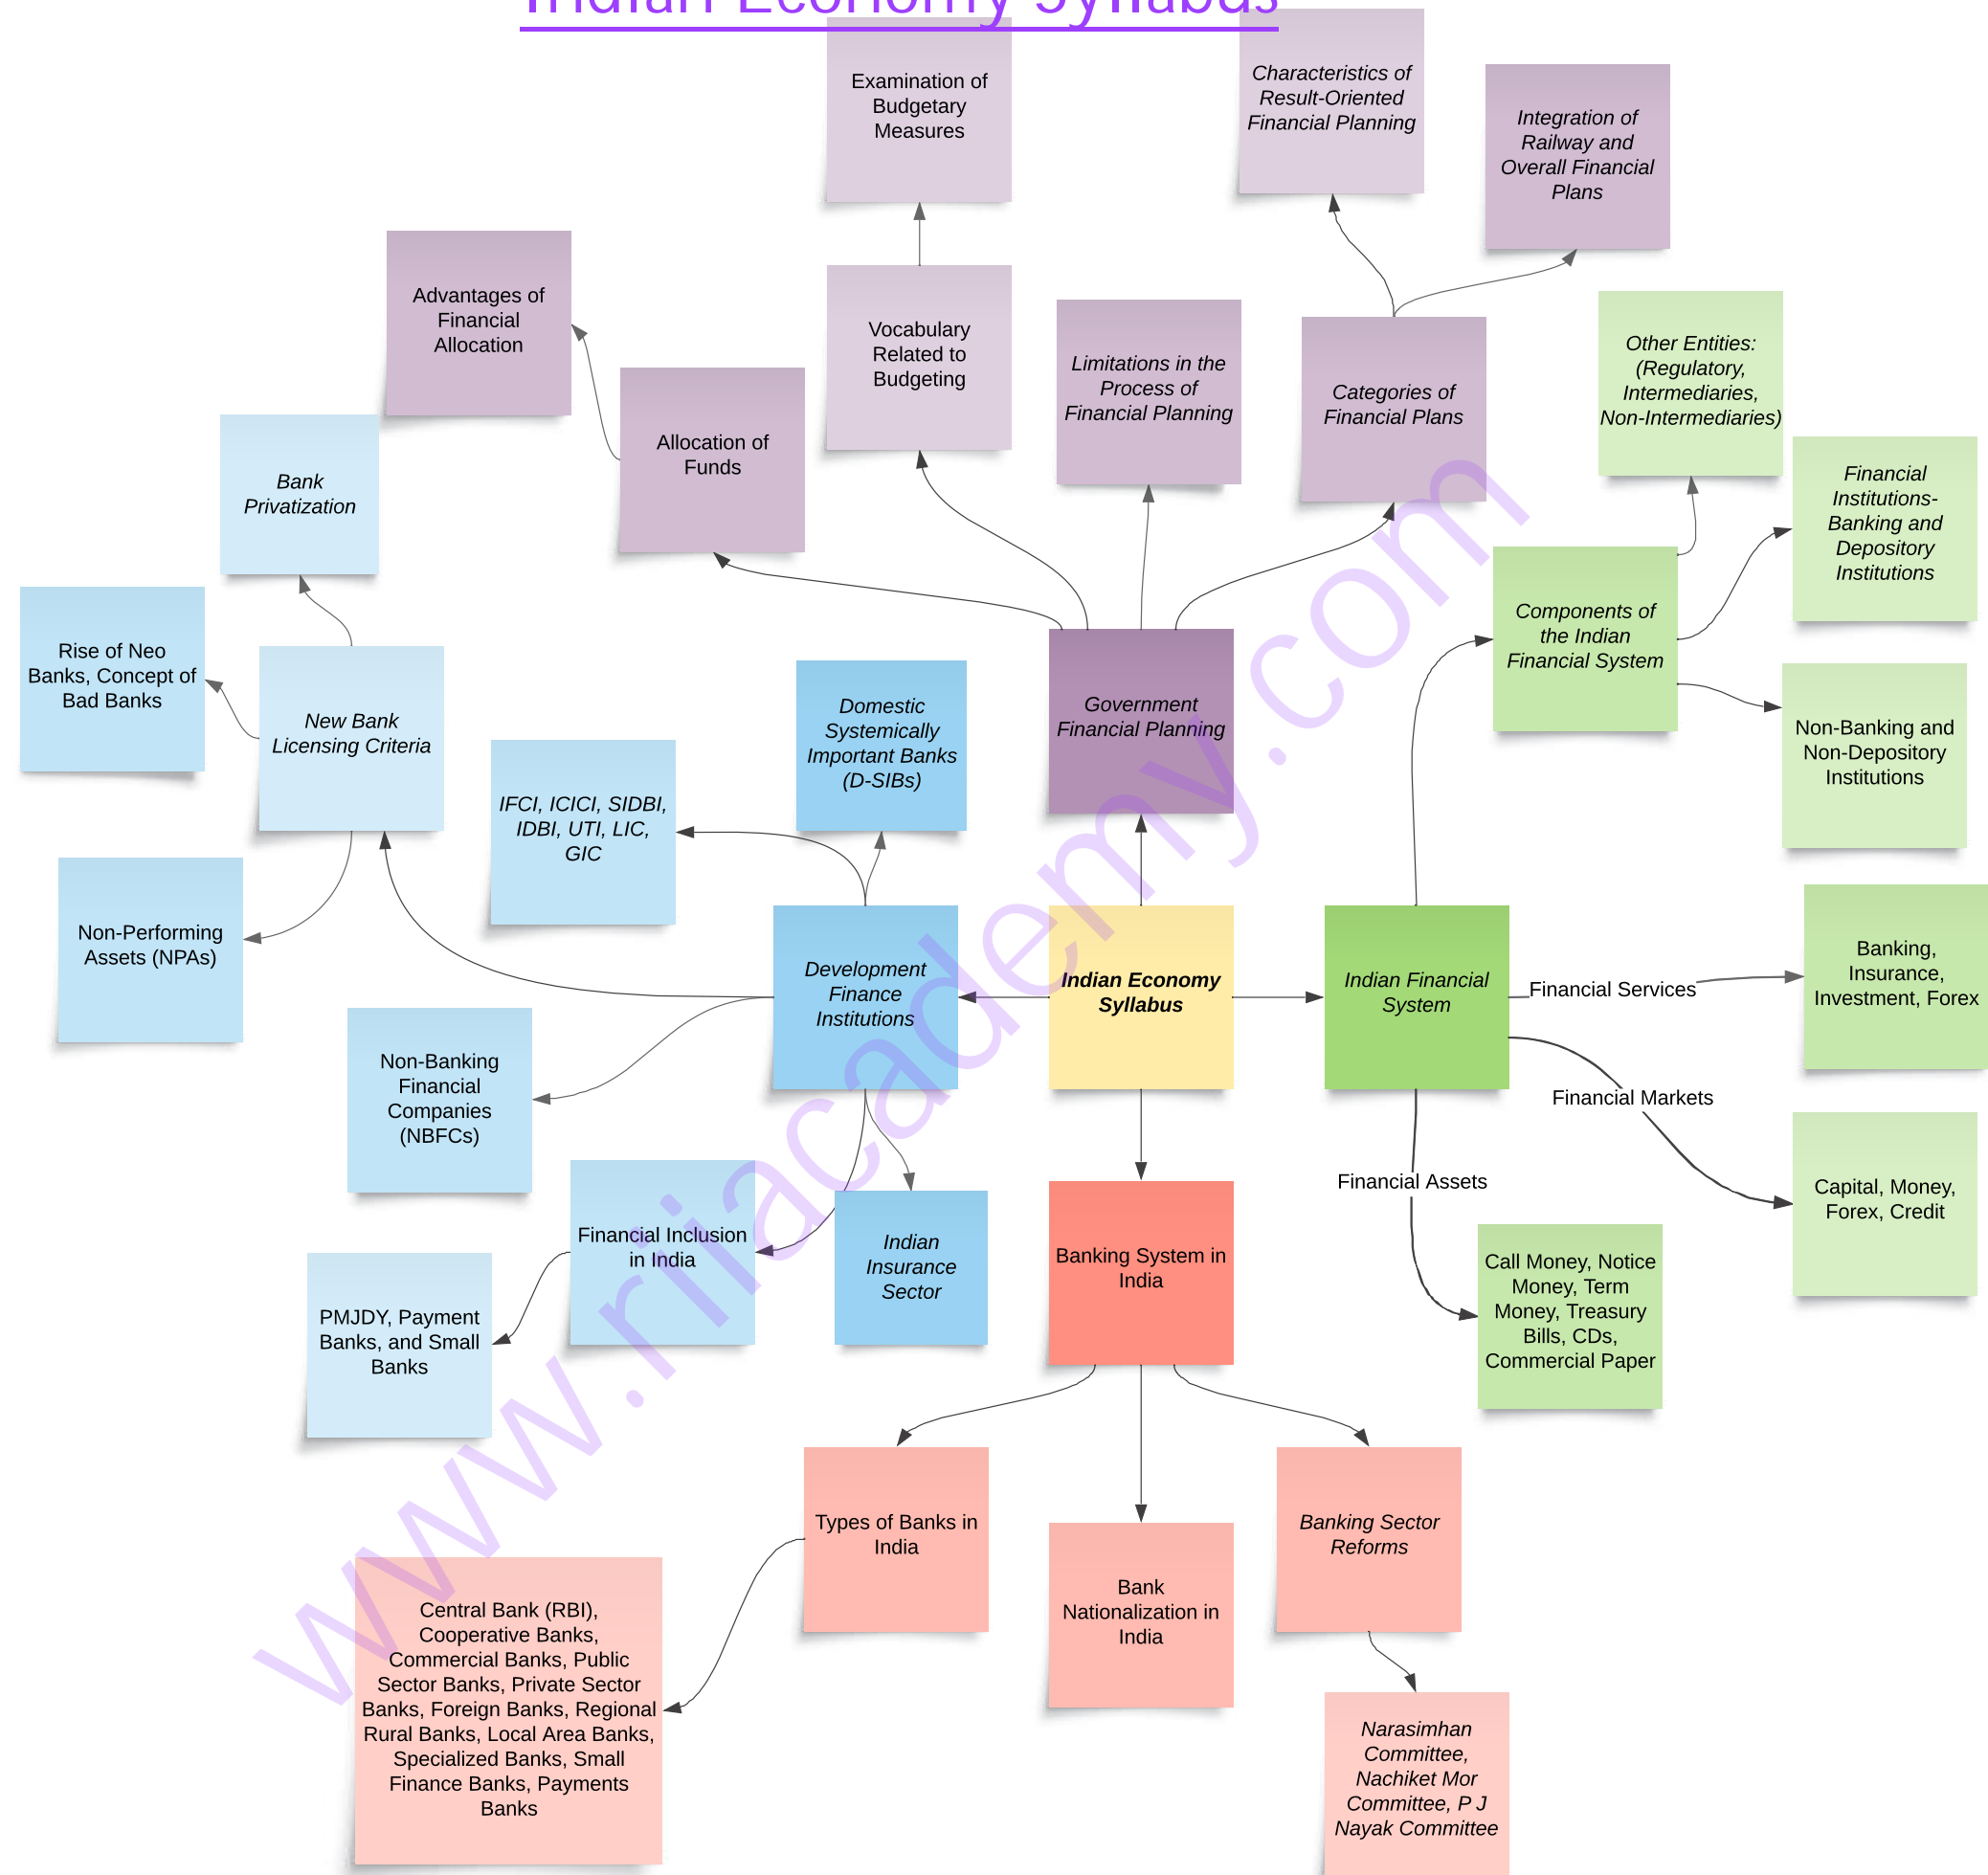 Indian Economy Syllabus
Examination of
Budgetary
Measures
Characteristics of
Result-Oriented
Financial Planning
Integration of
Railway and
Overall Financial
Plans
Advantages of
Financial
Allocation
Vocabulary
Related to
Budgeting
Limitations in the
Process of
Financial Planning
Categories of
Financial Plans
Other Entities:
(Regulatory,
Intermediaries,
Non-Intermediaries)
Allocation of
Funds
Bank
Privatization
Financial
Institutions-
Banking and
Depository
Institutions
Components of
the Indian
Financial System
Rise of Neo
Banks, Concept of
Bad Banks
New Bank
Licensing Criteria
Domestic
Systemically
Important Banks
(D-SIBs)
Government
Financial Planning
Non-Banking and
Non-Depository
Institutions
IFCI, ICICI, SIDBI,
IDBI, UTI, LIC,
GIC
Non-Performing
Assets (NPAs)
Development
Finance
Institutions
Indian Economy
Syllabus
Indian Financial
System
Financial Services
Banking,
Insurance,
Investment, Forex
Non-Banking
Financial
Companies
(NBFCs)
Financial Markets
Capital, Money,
Forex, Credit
Financial Assets
Call Money, Notice
Money, Term
Money, Treasury
Bills, CDs,
Commercial Paper
Financial Inclusion
in India
Indian
Insurance
Sector
Banking System in
India
PMJDY, Payment
Banks, and Small
Banks
Types of Banks in
India
Bank
Nationalization in
India
Banking Sector
Reforms
Central Bank (RBI),
Cooperative Banks,
Commercial Banks, Public
Sector Banks, Private Sector
Banks, Foreign Banks, Regional
Rural Banks, Local Area Banks,
Specialized Banks, Small
Finance Banks, Payments
Banks
Narasimhan
Committee,
Nachiket Mor
Committee, P J
Nayak Committee
www.riiacademy.com